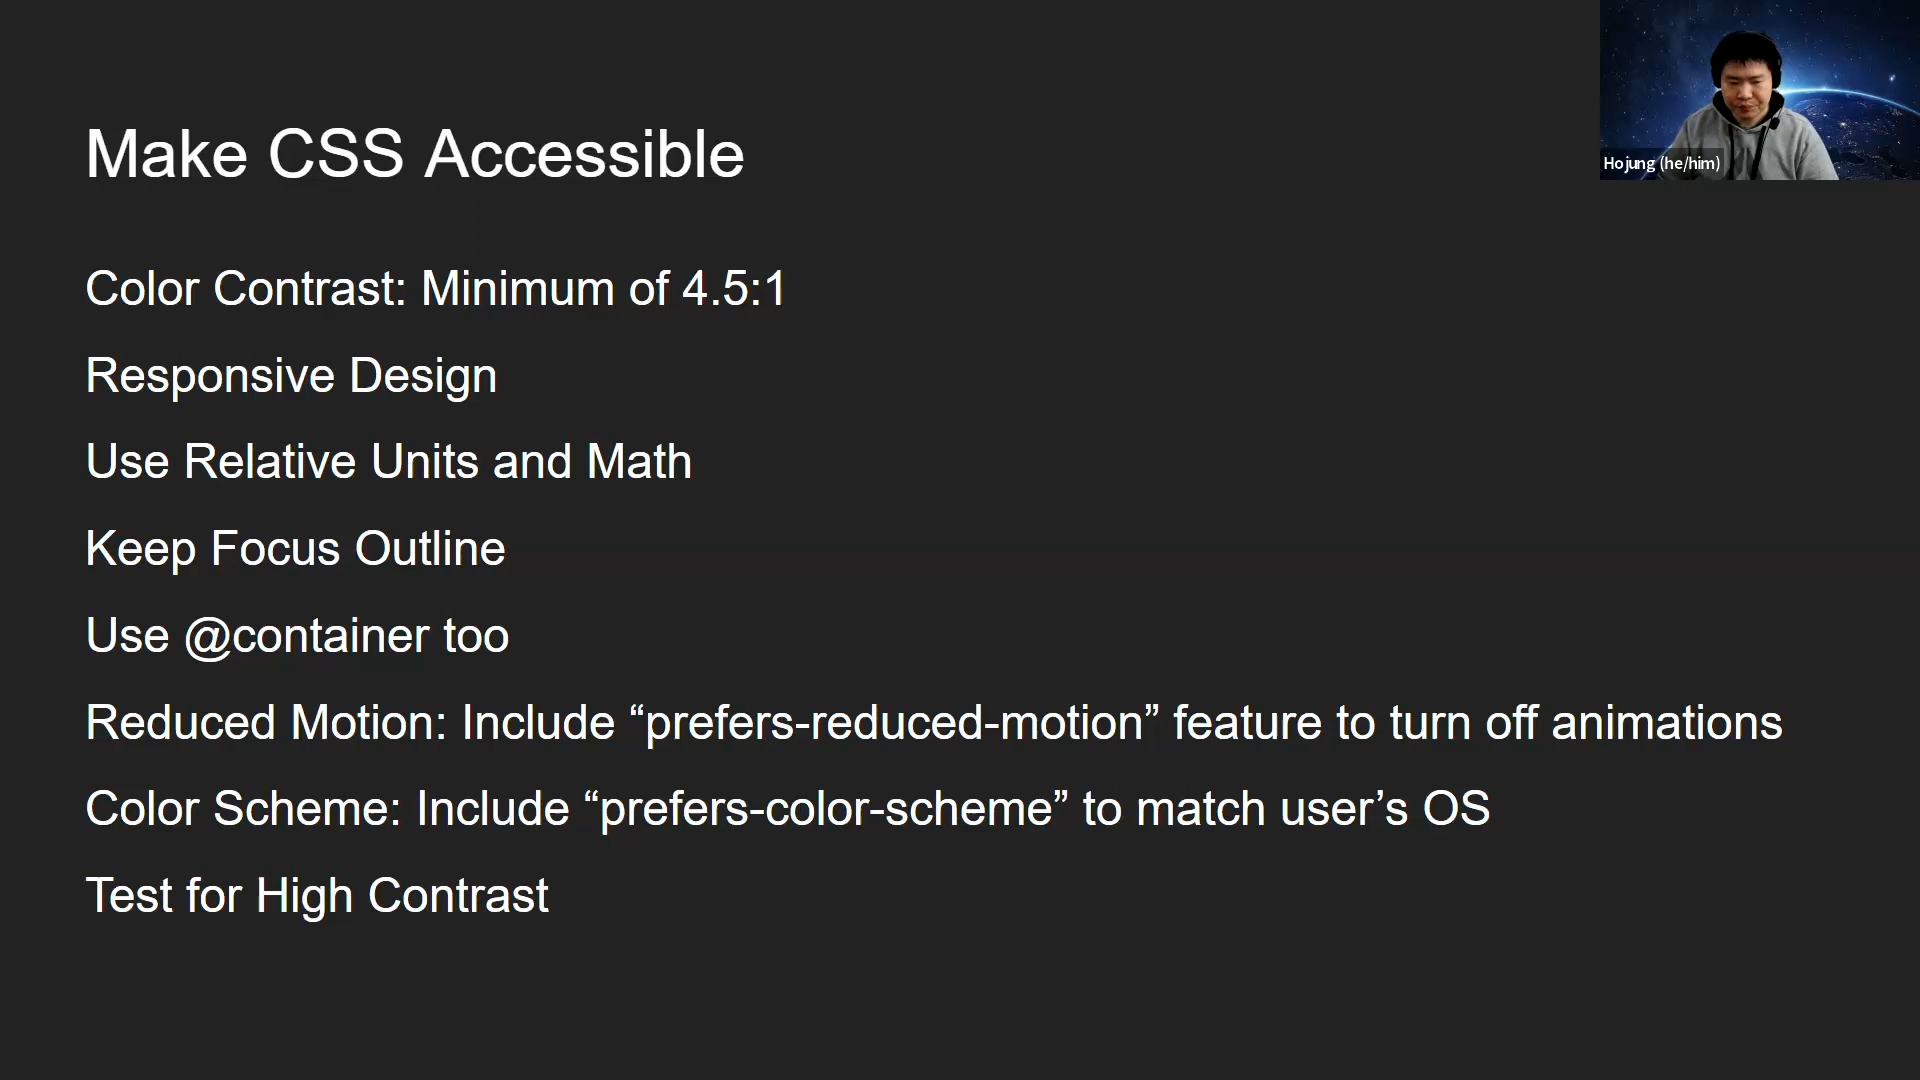 Make CSS Accessible
Hojung (he/him)
Color Contrast: Minimum of 4.5:1
Responsive Design
Use Relative Units and Math
Keep Focus Outline
Use @container too
Reduced Motion: Include “prefers-reduced-motion” feature to turn off animations
Color Scheme: Include “prefers-color-scheme” to match user’s OS
Test for High Contrast